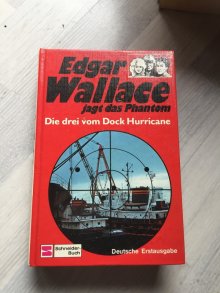 Edgar
Wallace
jagt das Phantom
Die drei vom Dock Hurricane
Schneider-
Buch
Deutsche Erstausgabe